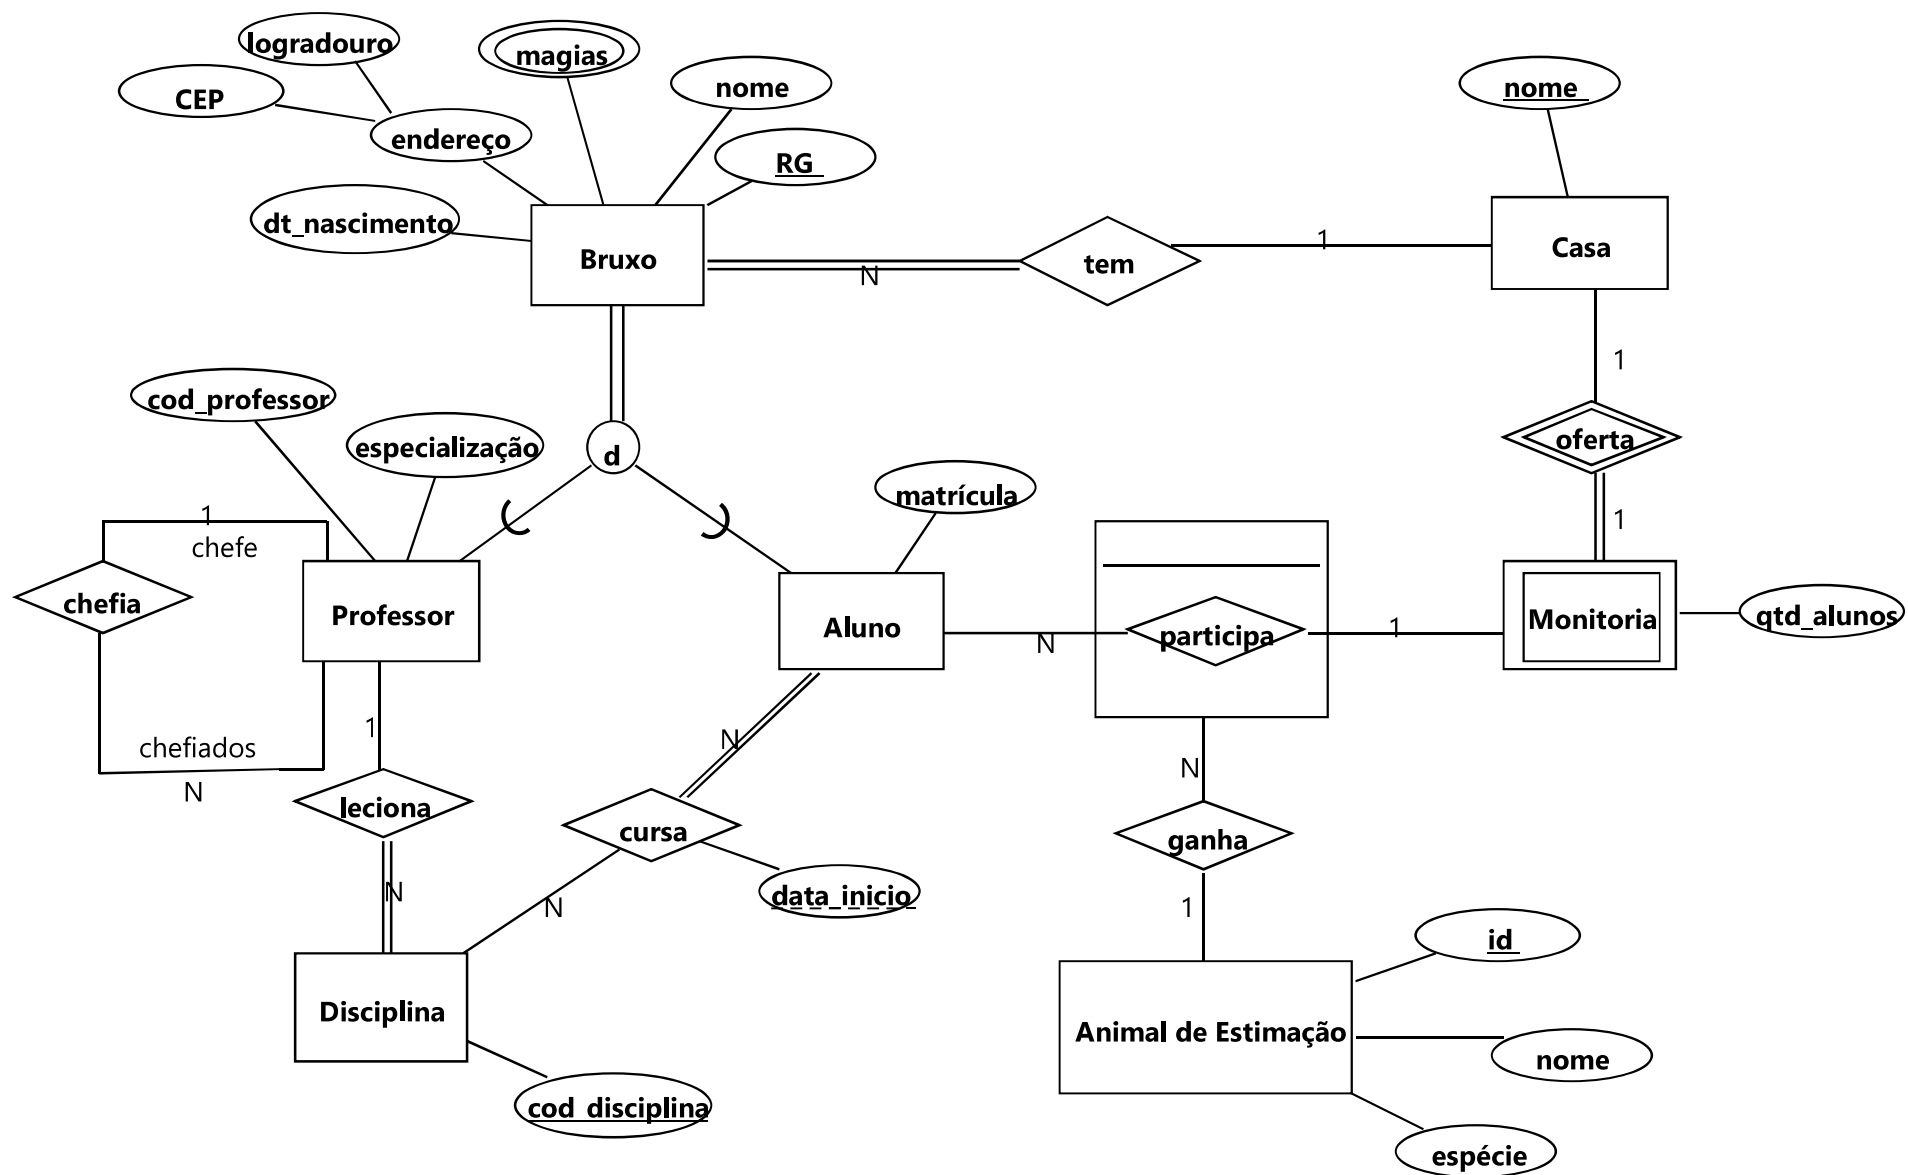 logradouro
magias
nome
nome
CEP
endereço
RG
dt_nascimento
Bruxo
N
tem
1
Casa
1
cod_professor
especialização
d
matrícula
oferta
1
1
chefe
chefia
Professor
Aluno
N
participa
1
Monitoria
qtd_alunos
1
chefiados
N
N
N
leciona
cursa
ganha
N
N
data_inicio
1
id
Disciplina
Animal de Estimação
nome
cod_disciplina
espécie